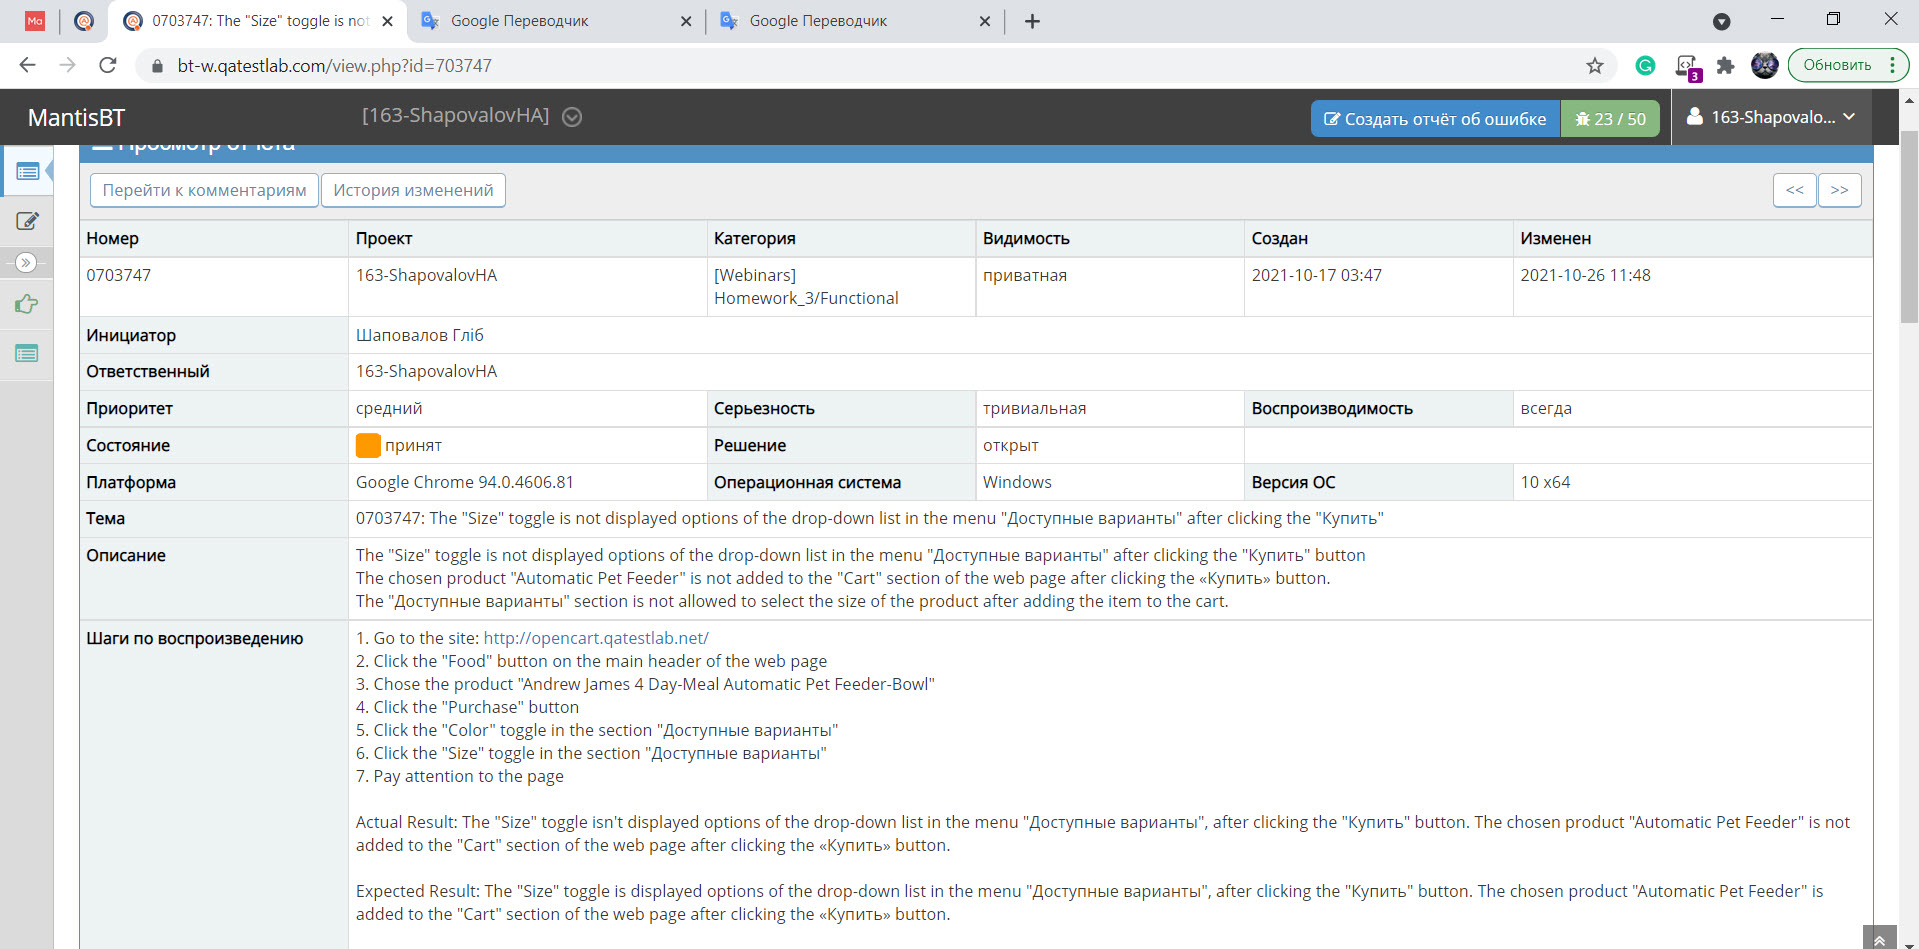 Ma
0703747: The "Size" toggle is not
Google Переводчик
Google Переводчик
bt-w.qatestlab.com/view.php?id=703747
3
Обновить
MantisBT
[163-ShapovalovHA]
Создать отчёт об ошибке
23 / 50
163-Shapovalo...
Просмотр отчёта
Перейти к комментариям
История изменений
<<
>>
Номер Проект Категория Видимость Создан Изменен
0703747 163-ShapovalovHA [Webinars] приватная 2021-10-17 03:47 2021-10-26 11:48
Homework_3/Functional
Инициатор Шаповалов Гліб
Ответственный 163-ShapovalovHA
Приоритет средний Серьезность тривиальная Воспроизводимость всегда
Состояние принят Решение открыт
Платформа Google Chrome 94.0.4606.81 Операционная система Windows Версия ОС 10 x64
Тема 0703747: The "Size" toggle is not displayed options of the drop-down list in the menu "Доступные варианты" after clicking the "Купить"
Описание The "Size" toggle is not displayed options of the drop-down list in the menu "Доступные варианты" after clicking the "Купить" button
The chosen product "Automatic Pet Feeder" is not added to the "Cart" section of the web page after clicking the «Купить» button.
The "Доступные варианты" section is not allowed to select the size of the product after adding the item to the cart.
Шаги по воспроизведению 1. Go to the site: http://opencart.qatestlab.net/
2. Click the "Food" button on the main header of the web page
3. Chose the product "Andrew James 4 Day-Meal Automatic Pet Feeder-Bowl"
4. Click the "Purchase" button
5. Click the "Color" toggle in the section "Доступные варианты"
6. Click the "Size" toggle in the section "Доступные варианты"
7. Pay attention to the page
Actual Result: The "Size" toggle isn't displayed options of the drop-down list in the menu "Доступные варианты", after clicking the "Купить" button. The chosen product "Automatic Pet Feeder" is not
added to the "Cart" section of the web page after clicking the «Купить» button.
Expected Result: The "Size" toggle is displayed options of the drop-down list in the menu "Доступные варианты", after clicking the "Купить" button. The chosen product "Automatic Pet Feeder" is
added to the "Cart" section of the web page after clicking the «Купить» button.